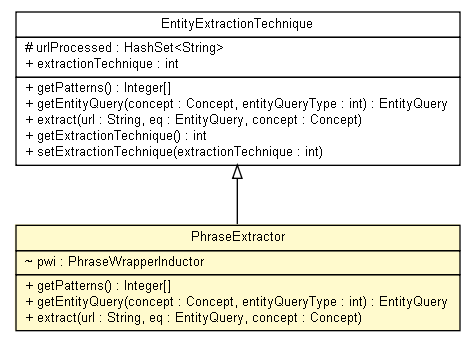 EntityExtractionTechnique
# urlProcessed : HashSet<String>
+ extractionTechnique : int
+ getPatterns() : Integer[]
+ getEntityQuery(concept : Concept, entityQueryType : int) : EntityQuery
+ extract(url : String, eq : EntityQuery, concept : Concept)
+ getExtractionTechnique() : int
+ setExtractionTechnique(extractionTechnique : int)
PhraseExtractor
~ pwi : PhraseWrapperInductor
+ getPatterns() : Integer[]
+ getEntityQuery(concept : Concept, entityQueryType : int) : EntityQuery
+ extract(url : String, eq : EntityQuery, concept : Concept)